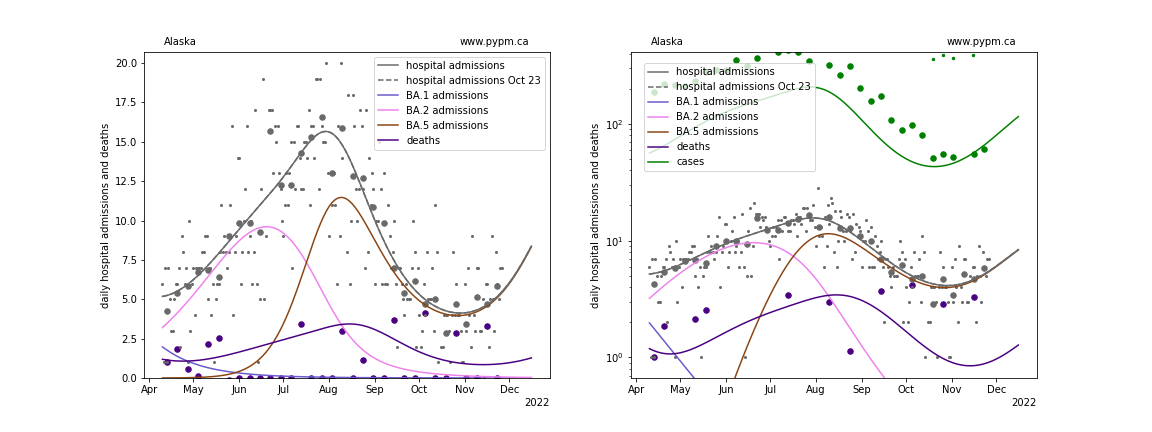 Alaska www.pypm.ca
20.0
17.5
15.0
12.5
10.0
7.5
5.0
2.5
0.0
daily hospital admissions and deaths
hospital admissions
hospital admissions Oct 23
BA.1 admissions
BA.2 admissions
BA.5 admissions
deaths
Apr May Jun Jul Aug Sep Oct Nov Dec
2022
Alaska www.pypm.ca
10²
10¹
10⁰
daily hospital admissions and deaths
hospital admissions
hospital admissions Oct 23
BA.1 admissions
BA.2 admissions
BA.5 admissions
deaths
cases
Apr May Jun Jul Aug Sep Oct Nov Dec
2022